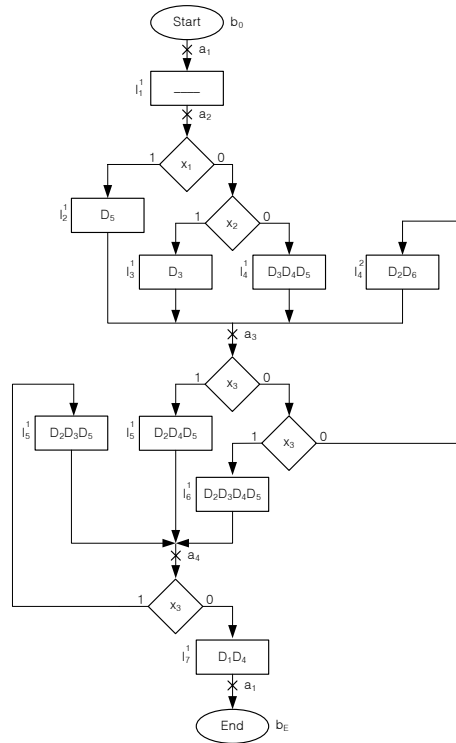 Start b₀
a₁
I₁¹ ___
a₂
1 x₁ 0
I₂¹ D₅
1 x₂ 0
I₃¹ D₃ I₄¹ D₃D₄D₅ I₄² D₂D₆
a₃
1 x₃ 0
I₅¹ D₂D₃D₅ I₅¹ D₂D₄D₅ 1 x₃ 0
I₆¹ D₂D₃D₄D₅
a₄
1 x₃ 0
I₇¹ D₁D₄
a₁
End b_E